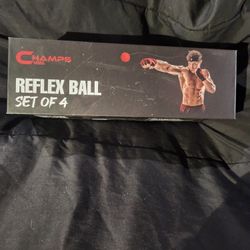 CHAMPS
REFLEX BALL
SET OF 4